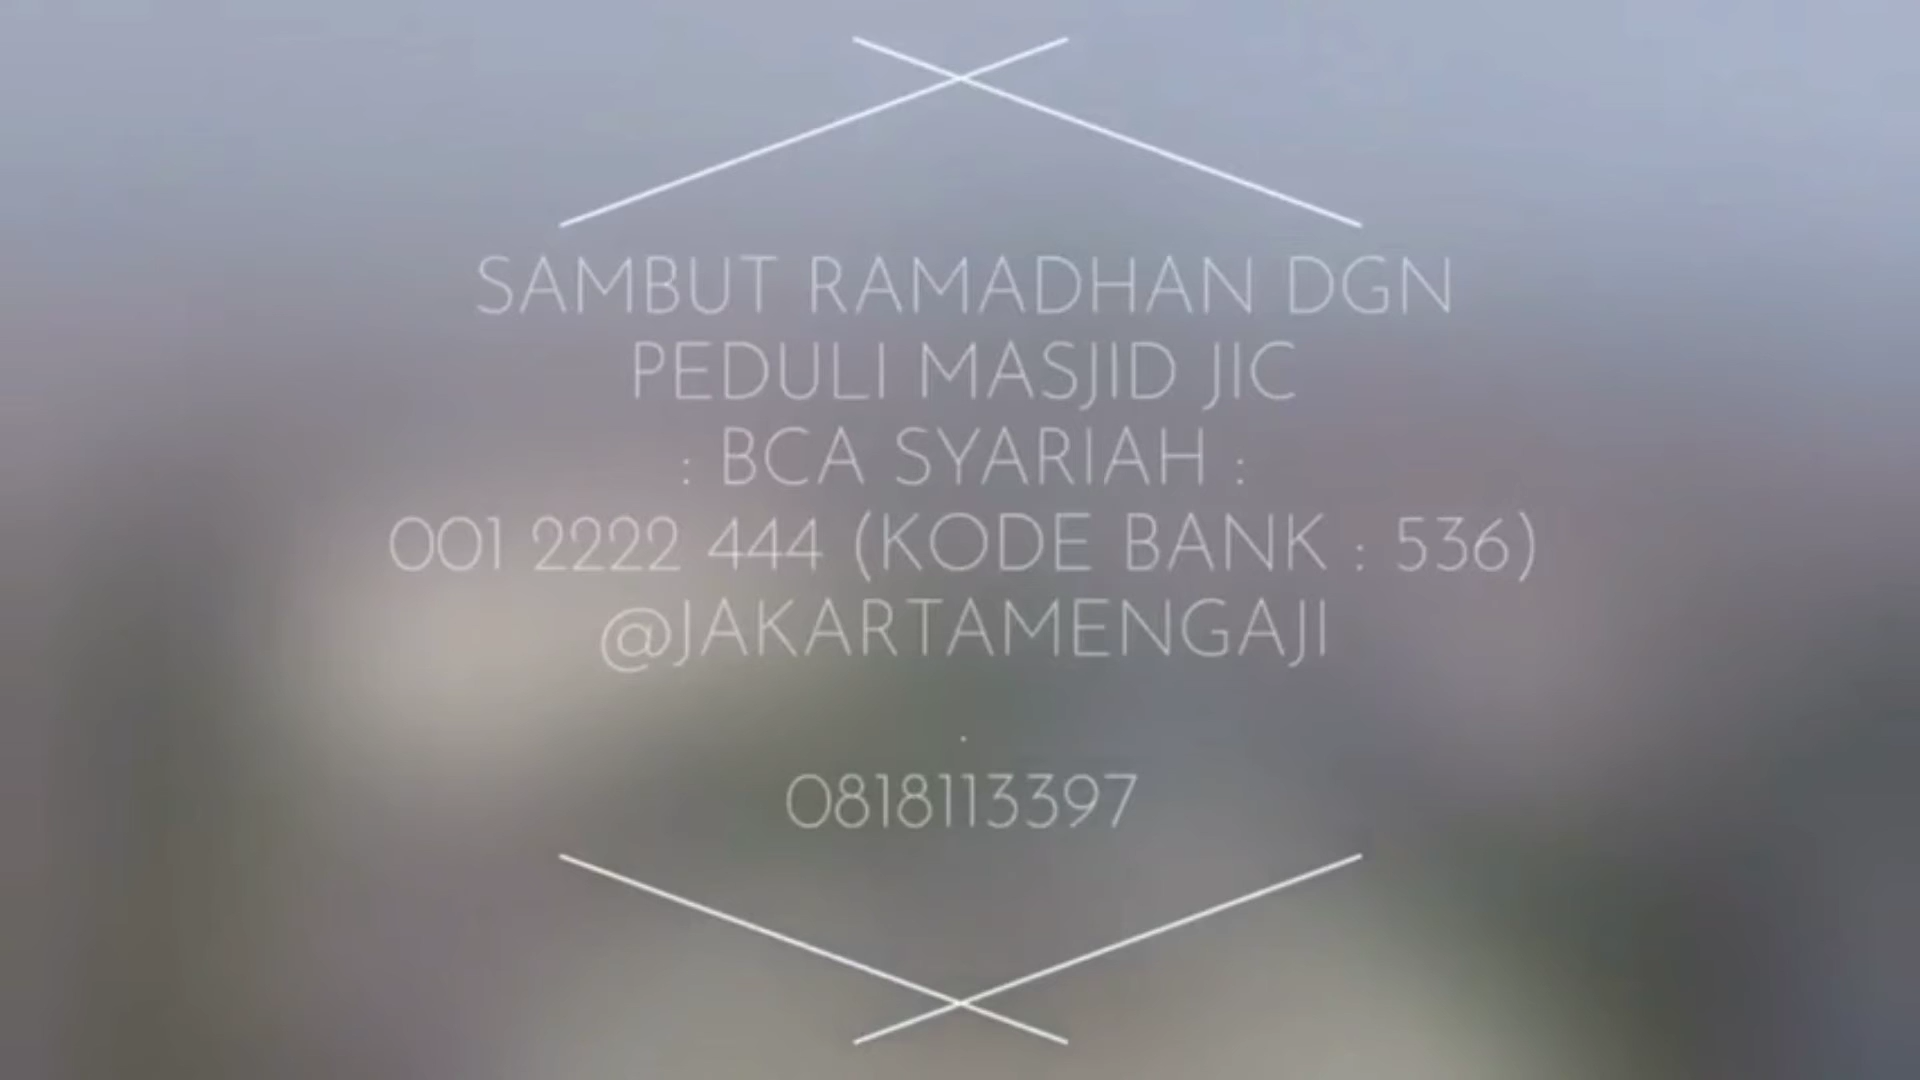 SAMBUT RAMADHAN DGN
PEDULI MASJID JIC
: BCA SYARIAH :
001 2222 444 (KODE BANK : 536)
@JAKARTAMENGAJI
.
0818113397